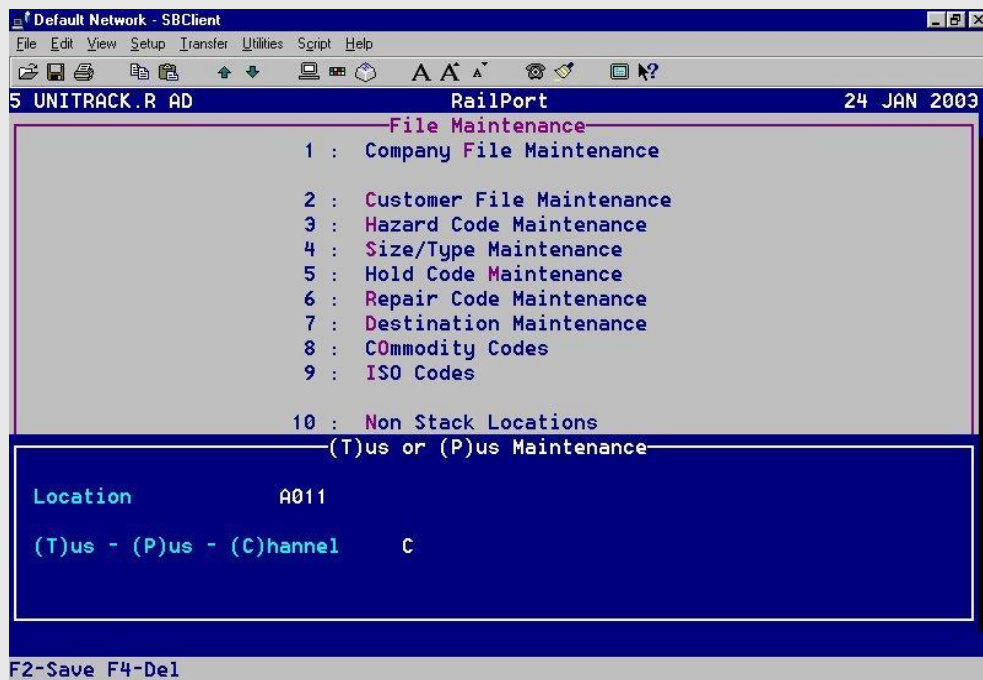 Default Network - SBClient
File Edit View Setup Transfer Utilities Script Help
5 UNITRACK.R AD RailPort 24 JAN 2003
File Maintenance
1 : Company File Maintenance
2 : Customer File Maintenance
3 : Hazard Code Maintenance
4 : Size/Type Maintenance
5 : Hold Code Maintenance
6 : Repair Code Maintenance
7 : Destination Maintenance
8 : COmmodity Codes
9 : ISO Codes
10 : Non Stack Locations
(T)us or (P)us Maintenance
Location A011
(T)us - (P)us - (C)hannel C
F2-Save F4-Del